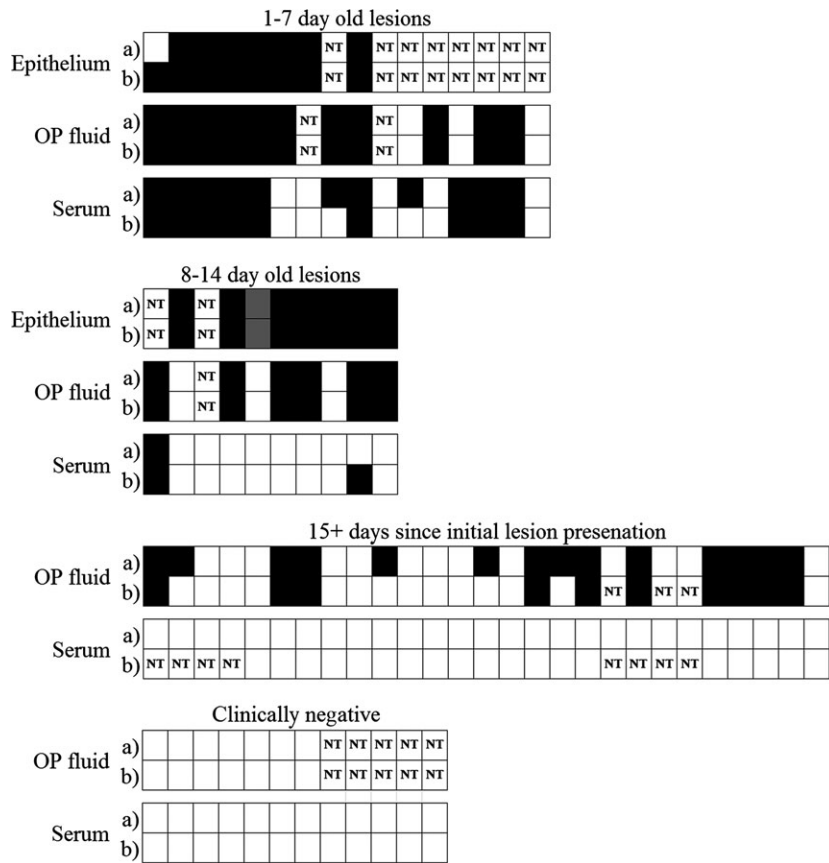 1-7 day old lesions
Epithelium a) NT NT NT NT NT NT NT NT
b) NT NT NT NT NT NT NT NT
OP fluid a) NT NT
b) NT NT
Serum a)
b)
8-14 day old lesions
Epithelium a) NT NT
b) NT NT
OP fluid a) NT
b) NT
Serum a)
b)
15+ days since initial lesion presenation
OP fluid a)
b) NT NT NT
Serum a)
b) NT NT NT NT NT NT NT NT
Clinically negative
OP fluid a) NT NT NT NT NT
b) NT NT NT NT NT
Serum a)
b)